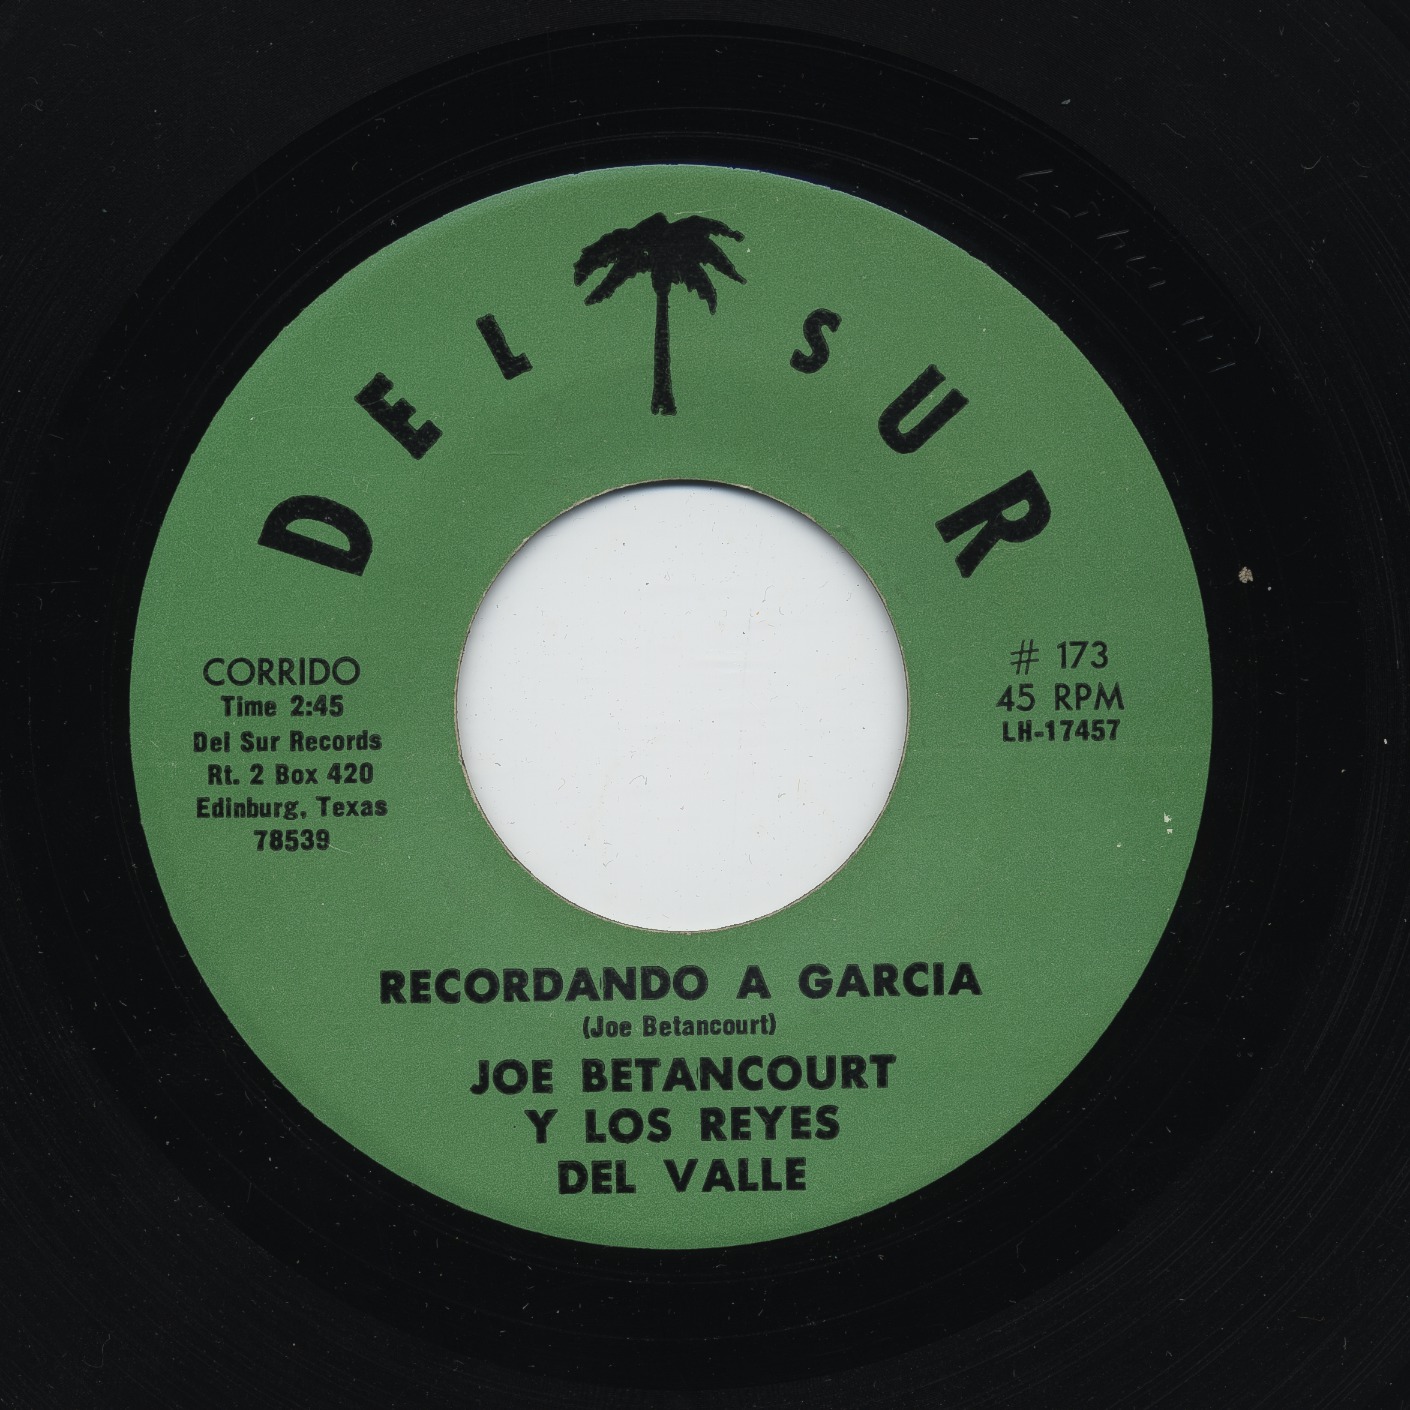 DEL SUR
CORRIDO
Time 2:45
Del Sur Records
Rt. 2 Box 420
Edinburg, Texas
78539
# 173
45 RPM
LH-17457
RECORDANDO A GARCIA
(Joe Betancourt)
JOE BETANCOURT
Y LOS REYES
DEL VALLE